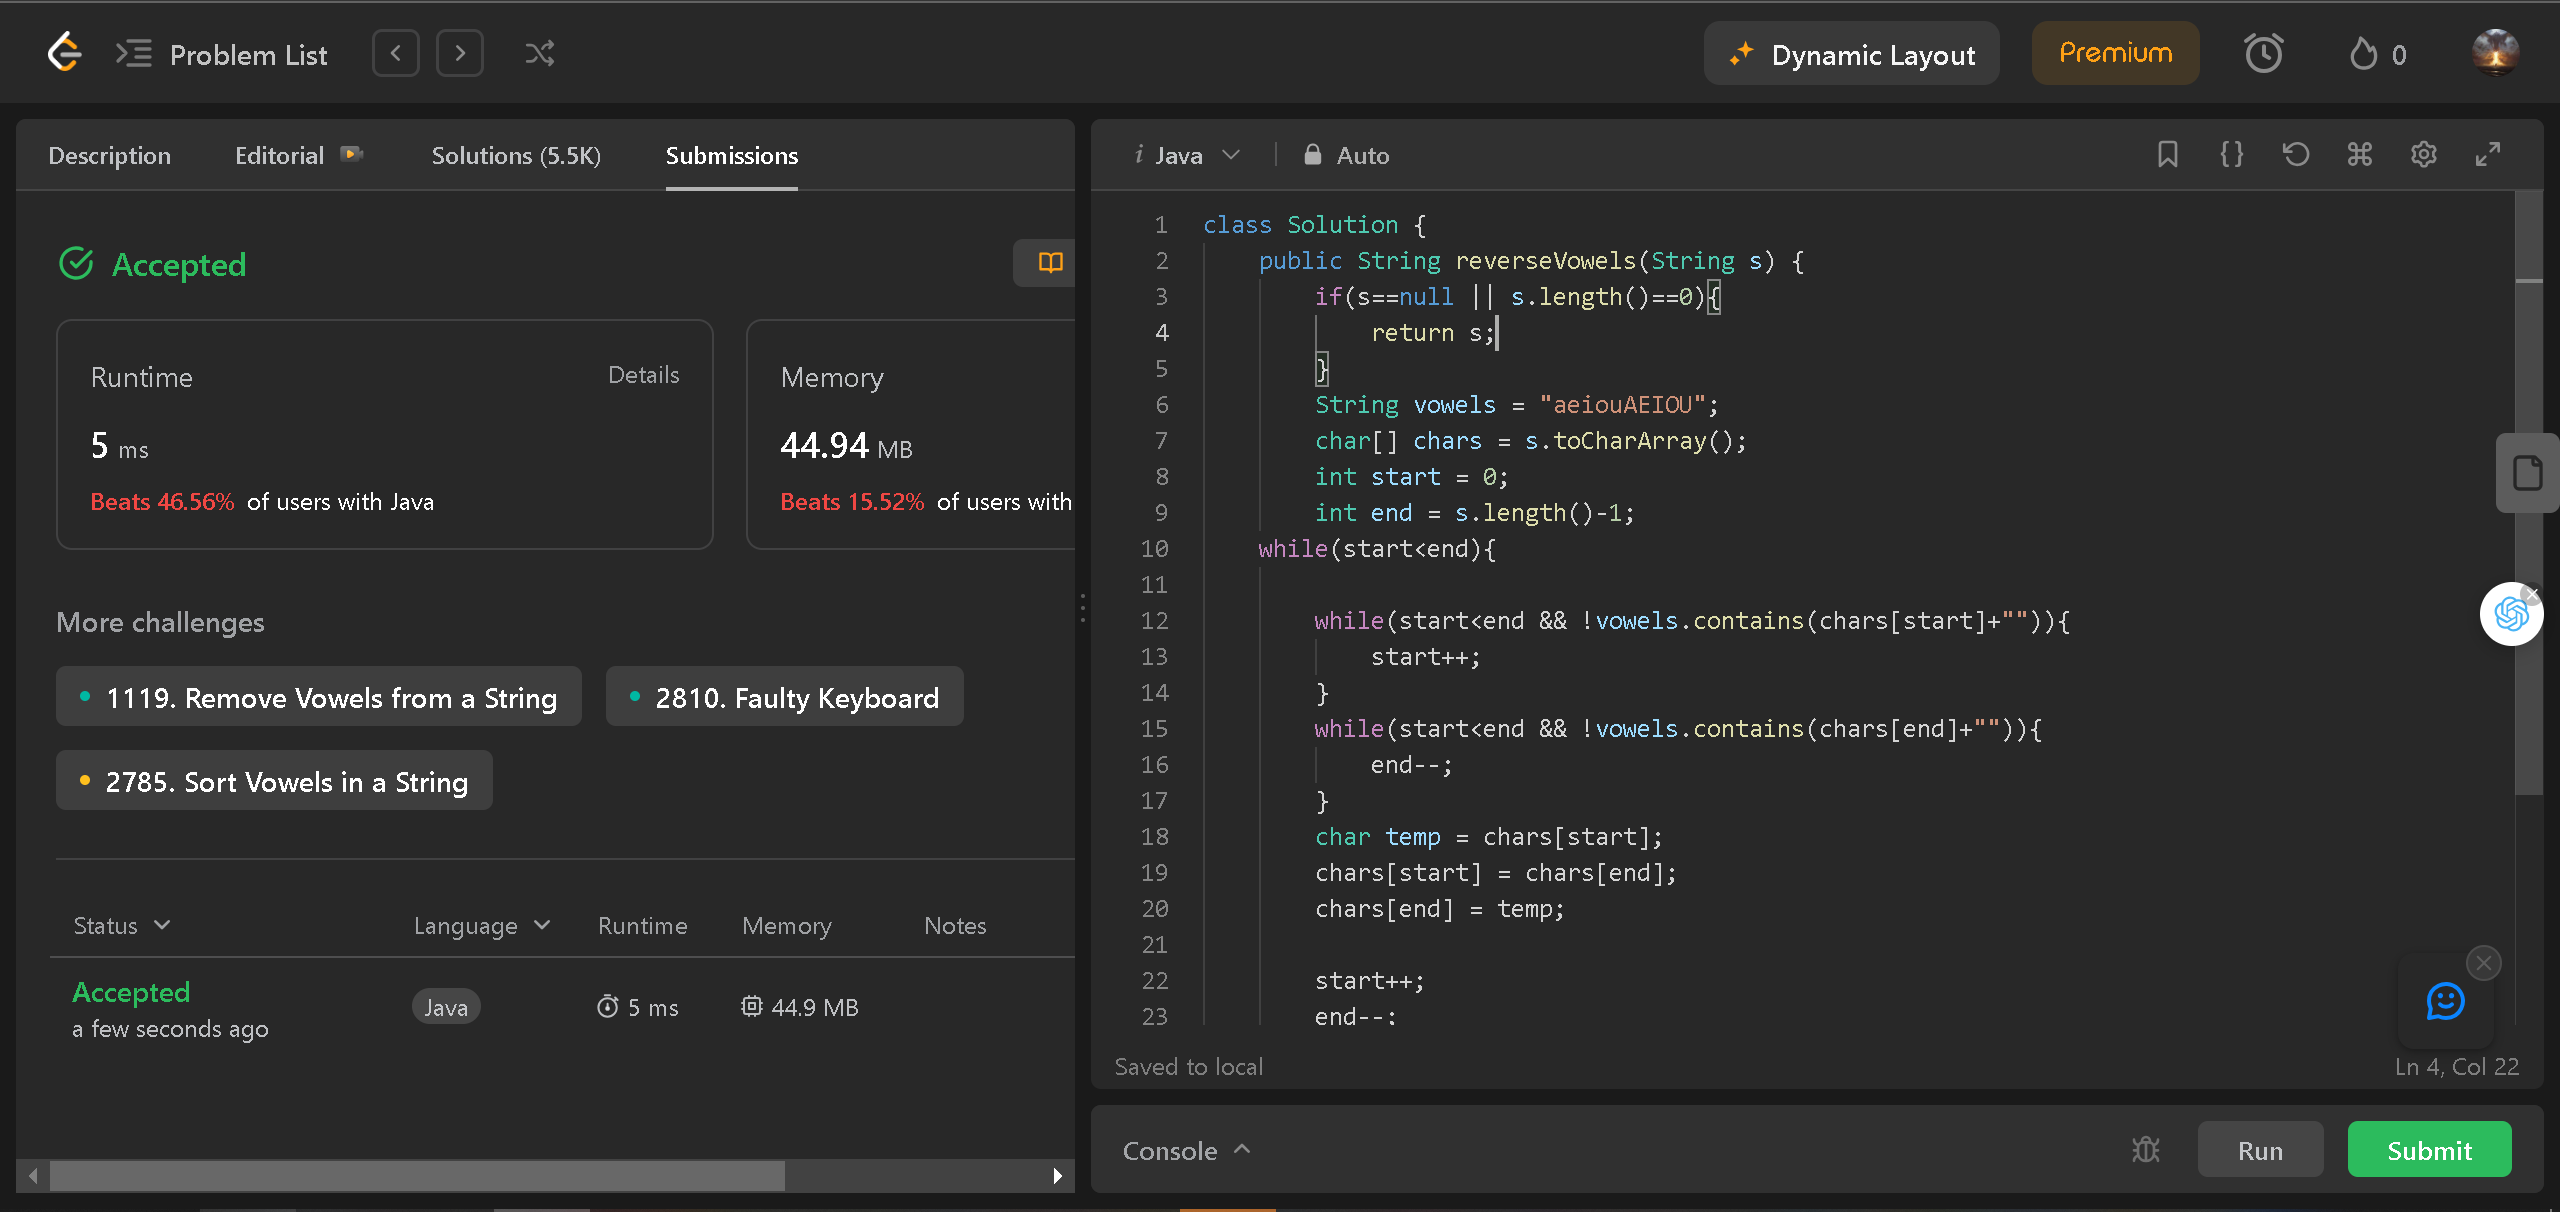 Problem List
Dynamic Layout
Premium
0
Description
Editorial
Solutions (5.5K)
Submissions
Accepted
Runtime
Details
5 ms
Beats 46.56% of users with Java
Memory
44.94 MB
Beats 15.52% of users with
More challenges
1119. Remove Vowels from a String
2810. Faulty Keyboard
2785. Sort Vowels in a String
Status
Language
Runtime
Memory
Notes
Accepted
a few seconds ago
Java
5 ms
44.9 MB
i Java
Auto
1 class Solution {
2 public String reverseVowels(String s) {
3 if(s==null || s.length()==0){
4 return s;
5 }
6 String vowels = "aeiouAEIOU";
7 char[] chars = s.toCharArray();
8 int start = 0;
9 int end = s.length()-1;
10 while(start<end){
11
12 while(start<end && !vowels.contains(chars[start]+"")){
13 start++;
14 }
15 while(start<end && !vowels.contains(chars[end]+"")){
16 end--;
17 }
18 char temp = chars[start];
19 chars[start] = chars[end];
20 chars[end] = temp;
21
22 start++;
23 end--;
Saved to local
Ln 4, Col 22
Console
Run
Submit